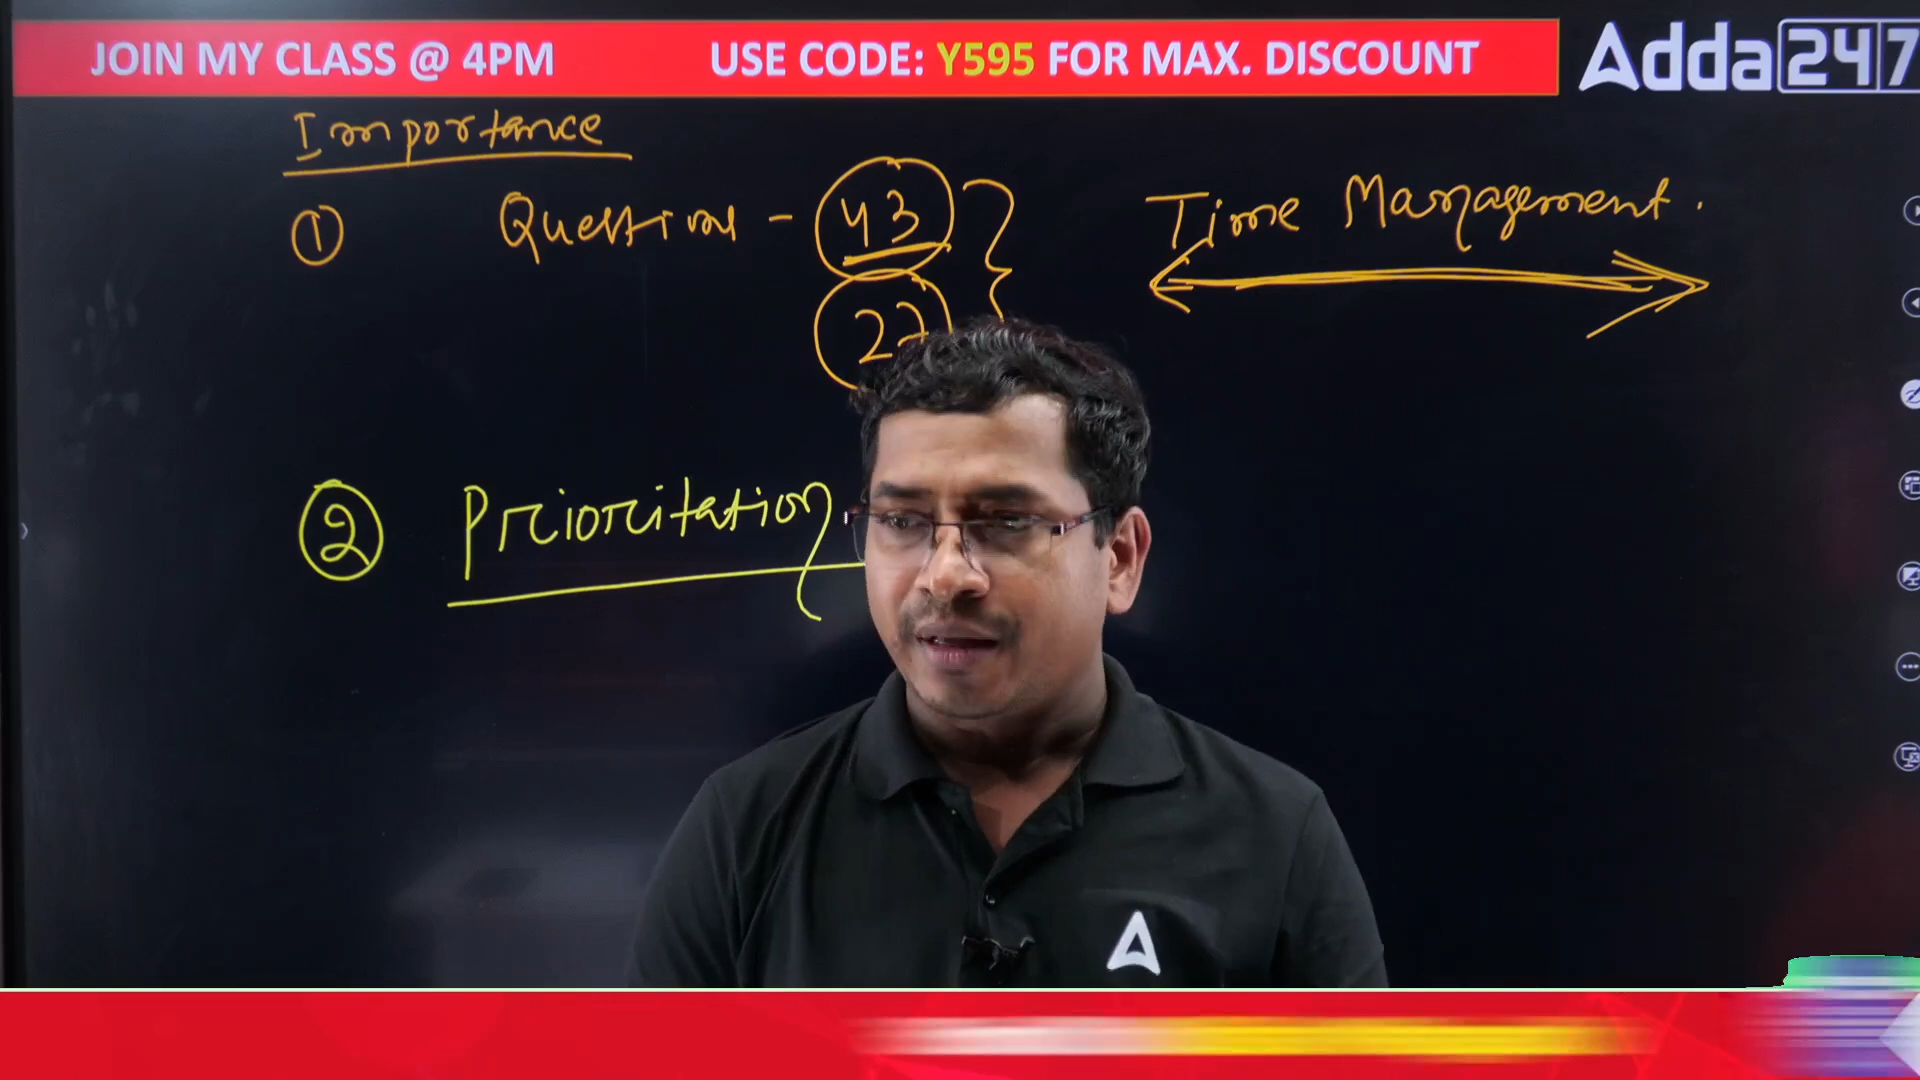 JOIN MY CLASS @ 4PM USE CODE: Y595 FOR MAX. DISCOUNT Adda247
Importance
① Question - 43 Time Management.
27
② Prioritation